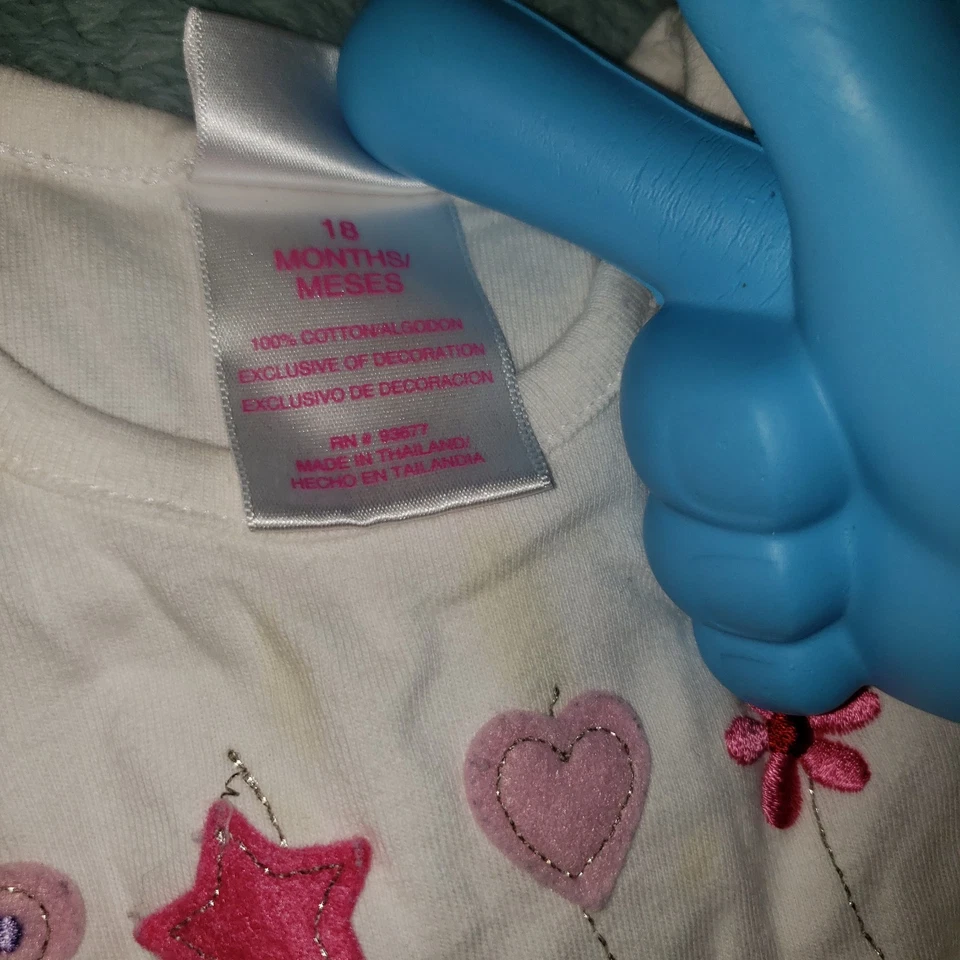 18
MONTHS/
MESES
100% COTTON/ALGODON
EXCLUSIVE OF DECORATION
EXCLUSIVO DE DECORACION
RN # 93677
MADE IN THAILAND/
HECHO EN TAILANDIA